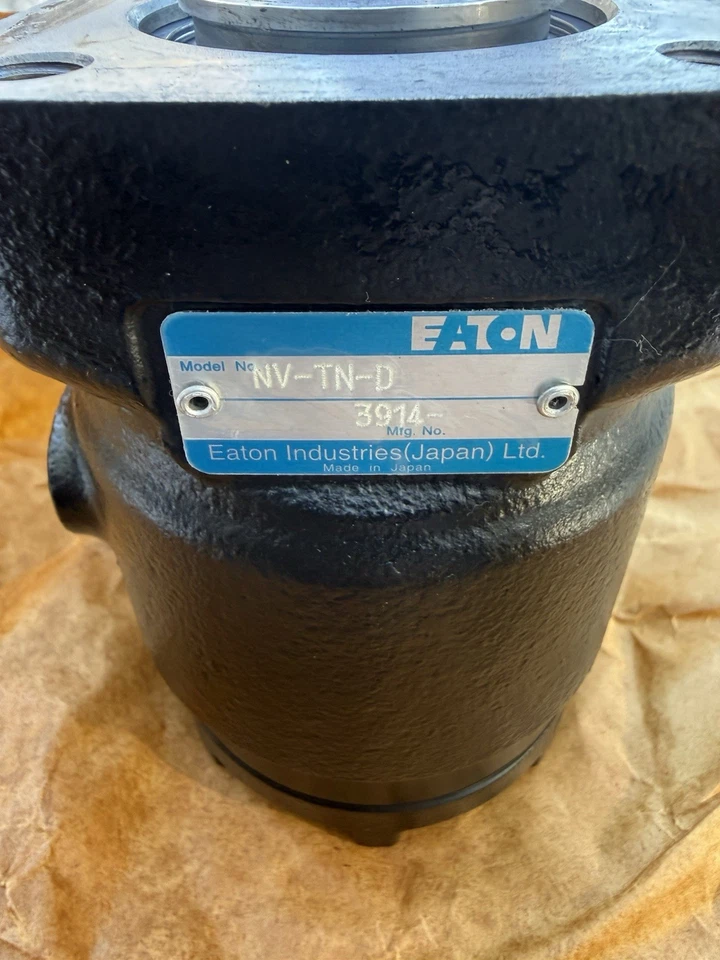 EATON
Model No NV-TN-D
3914-
Mfg. No.
Eaton Industries(Japan) Ltd.
Made in Japan